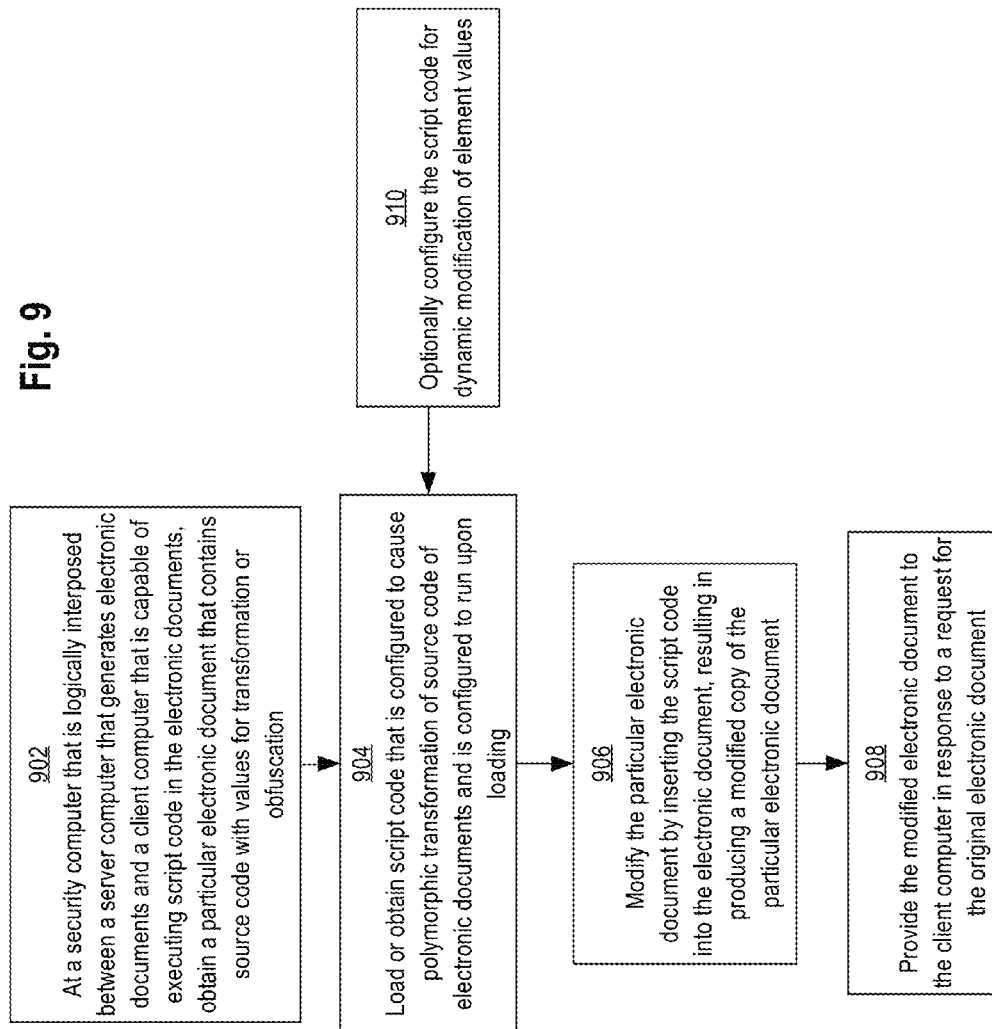 Fig. 9
902
At a security computer that is logically interposed
between a server computer that generates electronic
documents and a client computer that is capable of
executing script code in the electronic documents,
obtain a particular electronic document that contains
source code with values for transformation or
obfuscation
904
Load or obtain script code that is configured to cause
polymorphic transformation of source code of
electronic documents and is configured to run upon
loading
910
Optionally configure the script code for
dynamic modification of element values
906
Modify the particular electronic
document by inserting the script code
into the electronic document, resulting in
producing a modified copy of the
particular electronic document
908
Provide the modified electronic document to
the client computer in response to a request for
the original electronic document